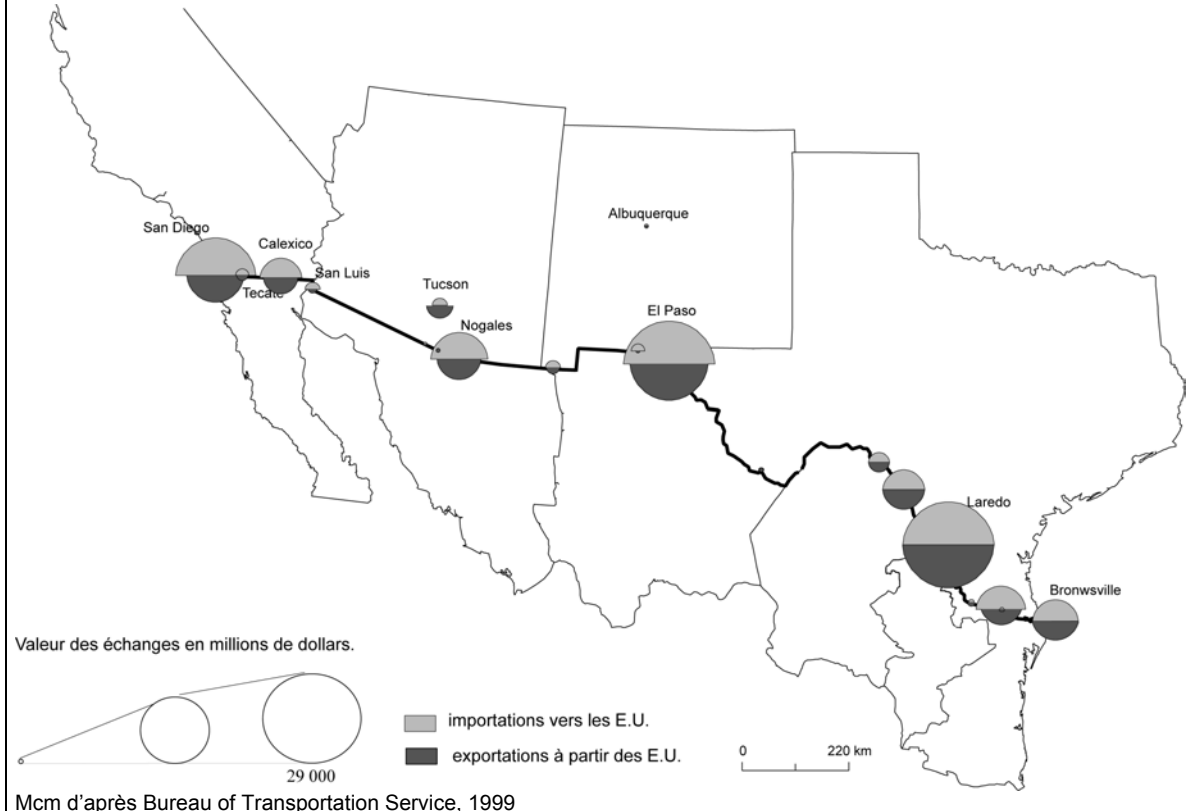 San Diego
Calexico
San Luis
Tecate
Tucson
Nogales
Albuquerque
El Paso
Laredo
Bronwsville
Valeur des échanges en millions de dollars.
29 000
importations vers les E.U.
exportations à partir des E.U.
0 220 km
Mcm d'après Bureau of Transportation Service, 1999